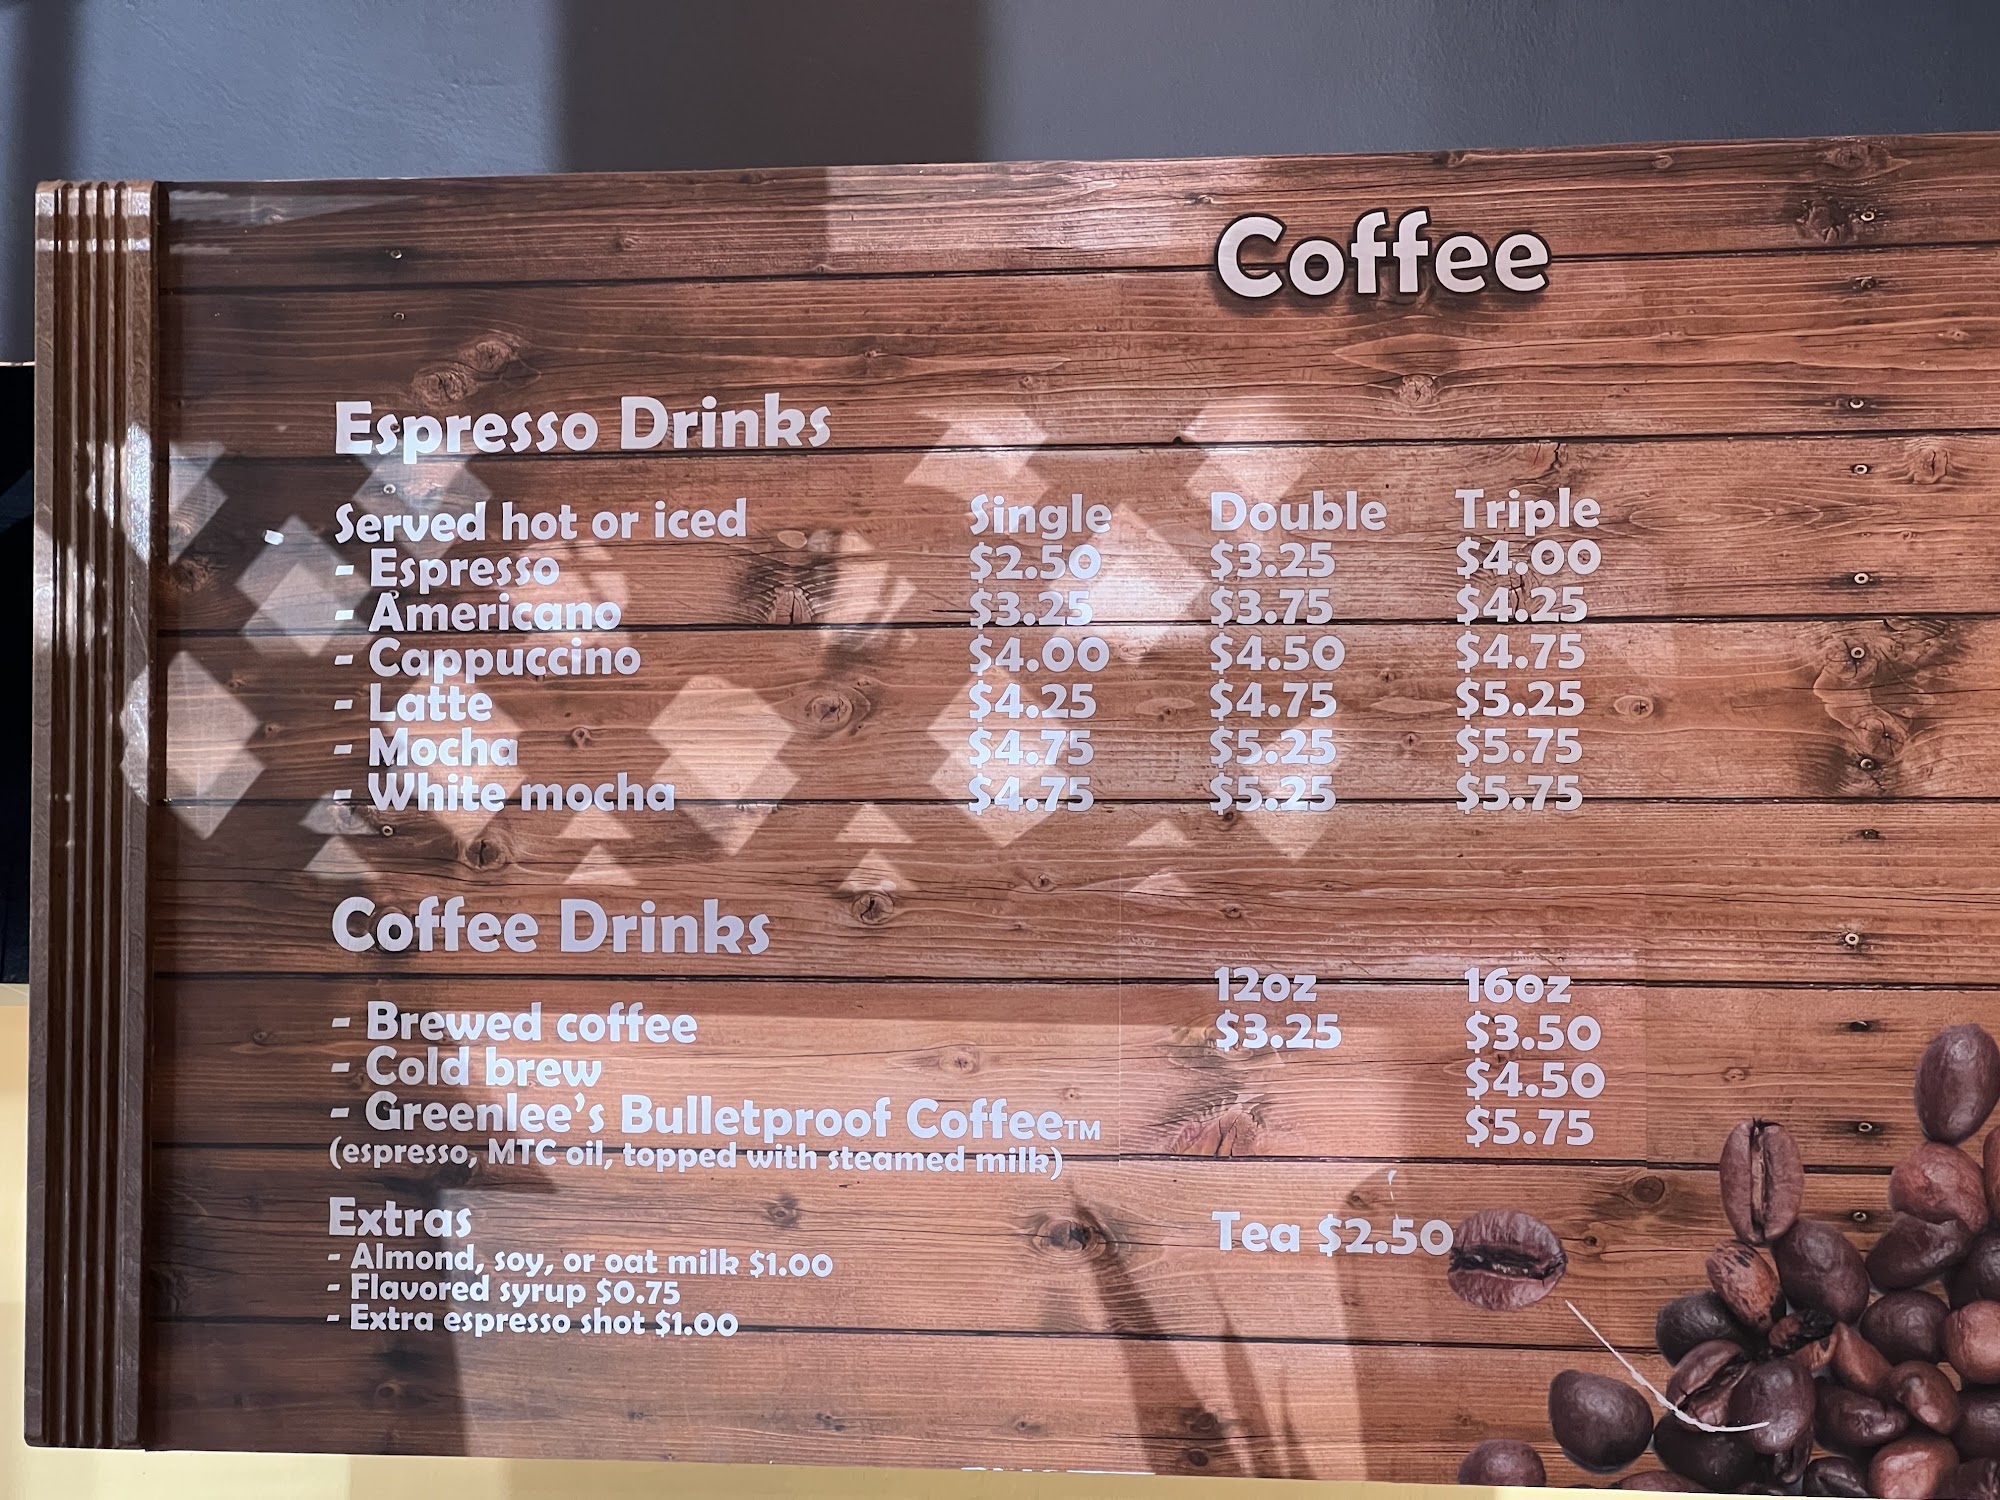 Coffee
Espresso Drinks
Served hot or iced Single Double Triple
- Espresso $2.50 $3.25 $4.00
- Americano $3.25 $3.75 $4.25
- Cappuccino $4.00 $4.50 $4.75
- Latte $4.25 $4.75 $5.25
- Mocha $4.75 $5.25 $5.75
- White mocha $4.75 $5.25 $5.75
Coffee Drinks
12oz 16oz
- Brewed coffee $3.25 $3.50
- Cold brew $4.50
- Greenlee's Bulletproof Coffee™ $5.75
(espresso, MTC oil, topped with steamed milk)
Extras
- Almond, soy, or oat milk $1.00
- Flavored syrup $0.75
- Extra espresso shot $1.00
Tea $2.50